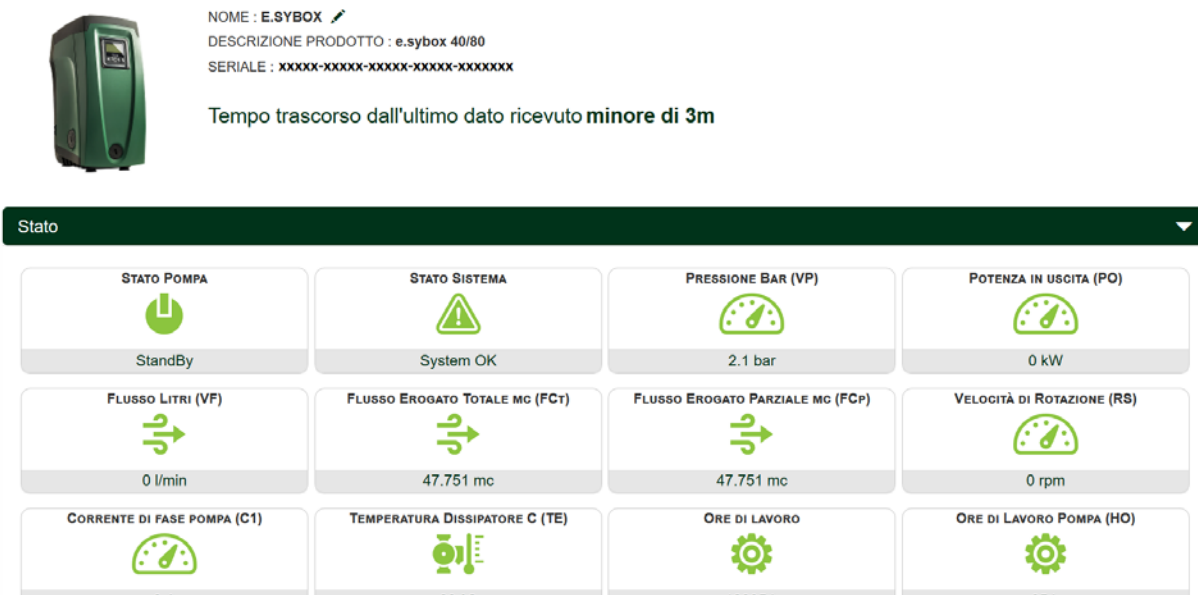 NOME : E.SYBOX
DESCRIZIONE PRODOTTO : e.sybox 40/80
SERIALE : xxxxx-xxxxx-xxxxx-xxxxx-xxxxxxx
Tempo trascorso dall'ultimo dato ricevuto minore di 3m
Stato
STATO POMPA
StandBy
STATO SISTEMA
System OK
PRESSIONE BAR (VP)
2.1 bar
POTENZA IN USCITA (PO)
0 kW
FLUSSO LITRI (VF)
0 l/min
FLUSSO EROGATO TOTALE MC (FCT)
47.751 mc
FLUSSO EROGATO PARZIALE MC (FCP)
47.751 mc
VELOCITÀ DI ROTAZIONE (RS)
0 rpm
CORRENTE DI FASE POMPA (C1)
TEMPERATURA DISSIPATORE C (TE)
ORE DI LAVORO
ORE DI LAVORO POMPA (HO)